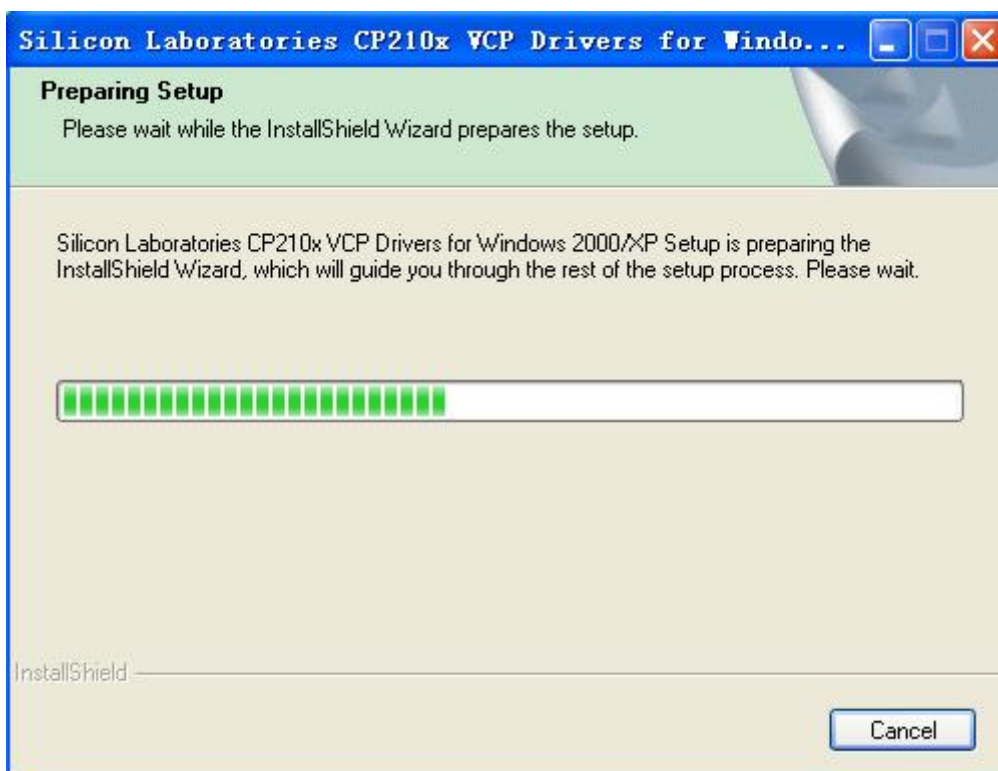 Silicon Laboratories CP210x VCP Drivers for Windo...
Preparing Setup
Please wait while the InstallShield Wizard prepares the setup.
Silicon Laboratories CP210x VCP Drivers for Windows 2000/XP Setup is preparing the
InstallShield Wizard, which will guide you through the rest of the setup process. Please wait.
InstallShield
Cancel